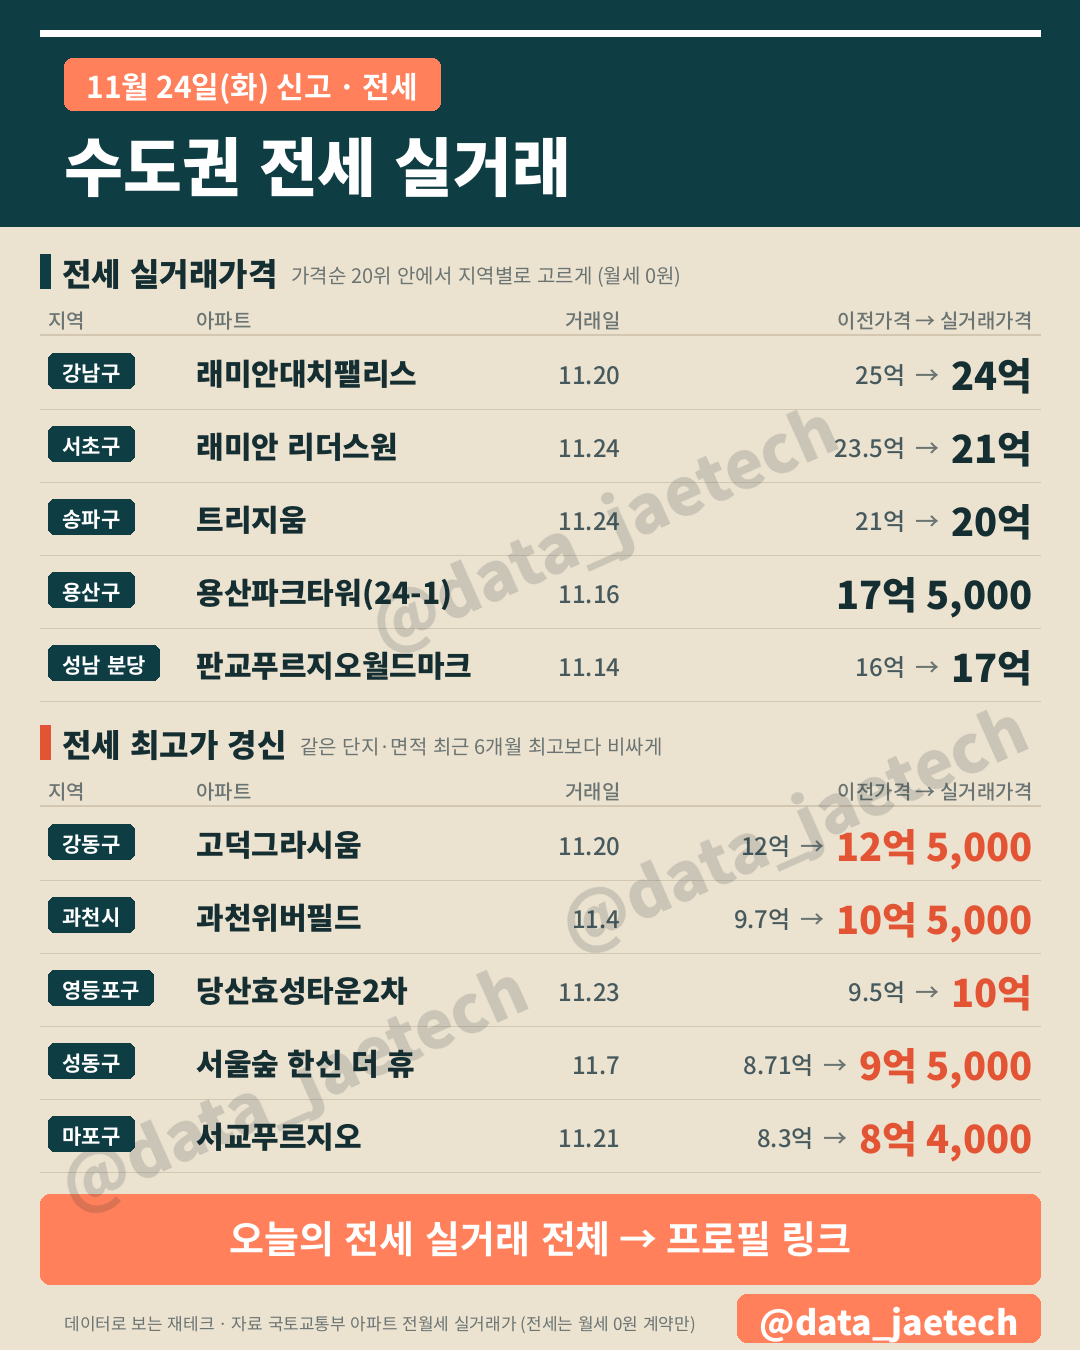 11월 24일(화) 신고 · 전세
수도권 전세 실거래
전세 실거래가격 가격순 20위 안에서 지역별로 고르게 (월세 0원)
지역 아파트 거래일 이전가격 → 실거래가격
강남구 래미안대치팰리스 11.20 25억 → 24억
서초구 래미안 리더스원 11.24 23.5억 → 21억
송파구 트리지움 11.24 21억 → 20억
용산구 용산파크타워(24-1) 11.16 17억 5,000
성남 분당 판교푸르지오월드마크 11.14 16억 → 17억
전세 최고가 경신 같은 단지·면적 최근 6개월 최고보다 비싸게
지역 아파트 거래일 이전가격 → 실거래가격
강동구 고덕그라시움 11.20 12억 → 12억 5,000
과천시 과천위버필드 11.4 9.7억 → 10억 5,000
영등포구 당산효성타운2차 11.23 9.5억 → 10억
성동구 서울숲 한신 더 휴 11.7 8.71억 → 9억 5,000
마포구 서교푸르지오 11.21 8.3억 → 8억 4,000
오늘의 전세 실거래 전체 → 프로필 링크
데이터로 보는 재테크 · 자료 국토교통부 아파트 전월세 실거래가 (전세는 월세 0원 계약만) @data_jaetech
@data_jaetech
@data_jaetech
@data_jaetech